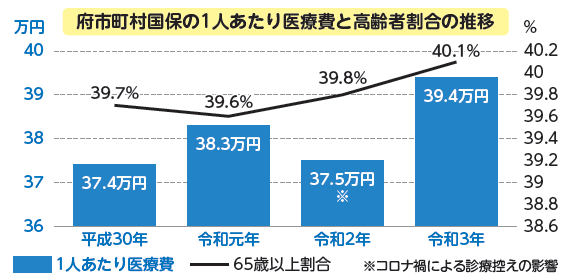 府市町村国保の1人あたり医療費と高齢者割合の推移
万円
%
40
40.2
40.1%
40
39.7%
39.6%
39.8%
39
39.8
39.4万円
39.6
38.3万円
38
39.4
39.2
37.4万円
37.5万円
※
37
39
38.8
36
38.6
平成30年 令和元年 令和2年 令和3年
1人あたり医療費 65歳以上割合 ※コロナ禍による診療控えの影響